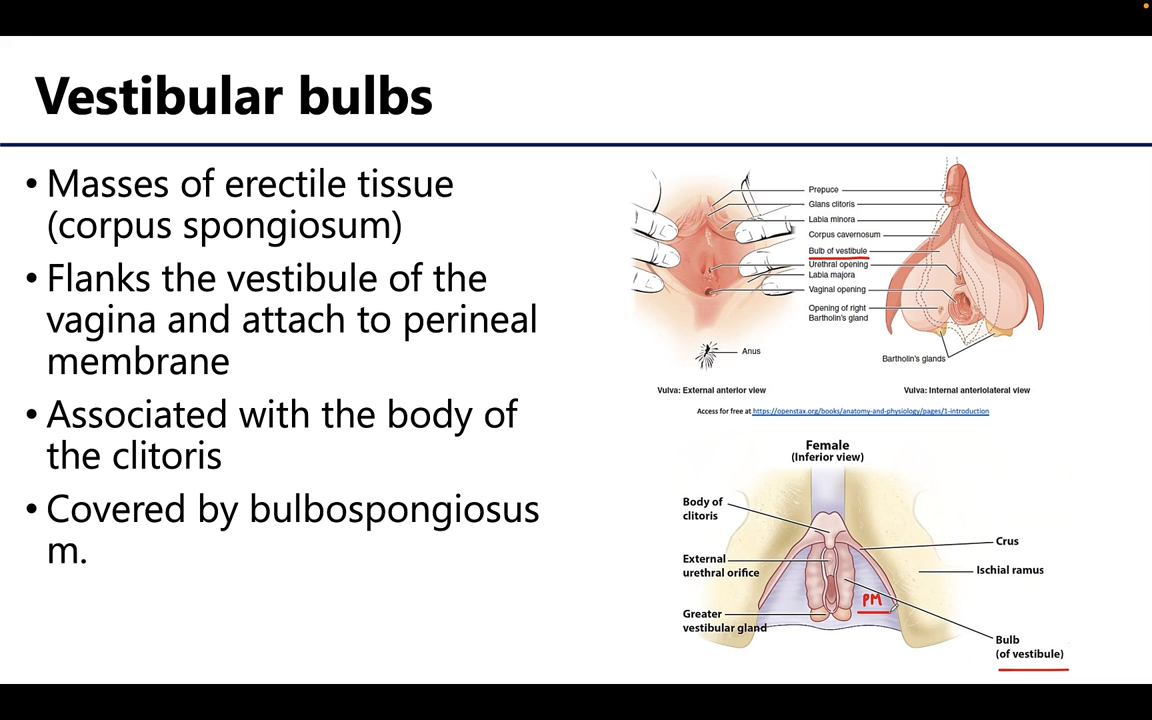 Vestibular bulbs
• Masses of erectile tissue
(corpus spongiosum)
• Flanks the vestibule of the
vagina and attach to perineal
membrane
• Associated with the body of
the clitoris
• Covered by bulbospongiosus
m.
Prepuce
Glans clitoris
Labia minora
Corpus cavernosum
Bulb of vestibule
Urethral opening
Labia majora
Vaginal opening
Opening of right
Bartholin's gland
Anus
Bartholin's glands
Vulva: External anterior view
Vulva: Internal anteriolateral view
Access for free at https://openstax.org/books/anatomy-and-physiology/pages/1-introduction
Female
(Inferior view)
Body of
clitoris
Crus
External
urethral orifice
Ischial ramus
PM
Greater
vestibular gland
Bulb
(of vestibule)